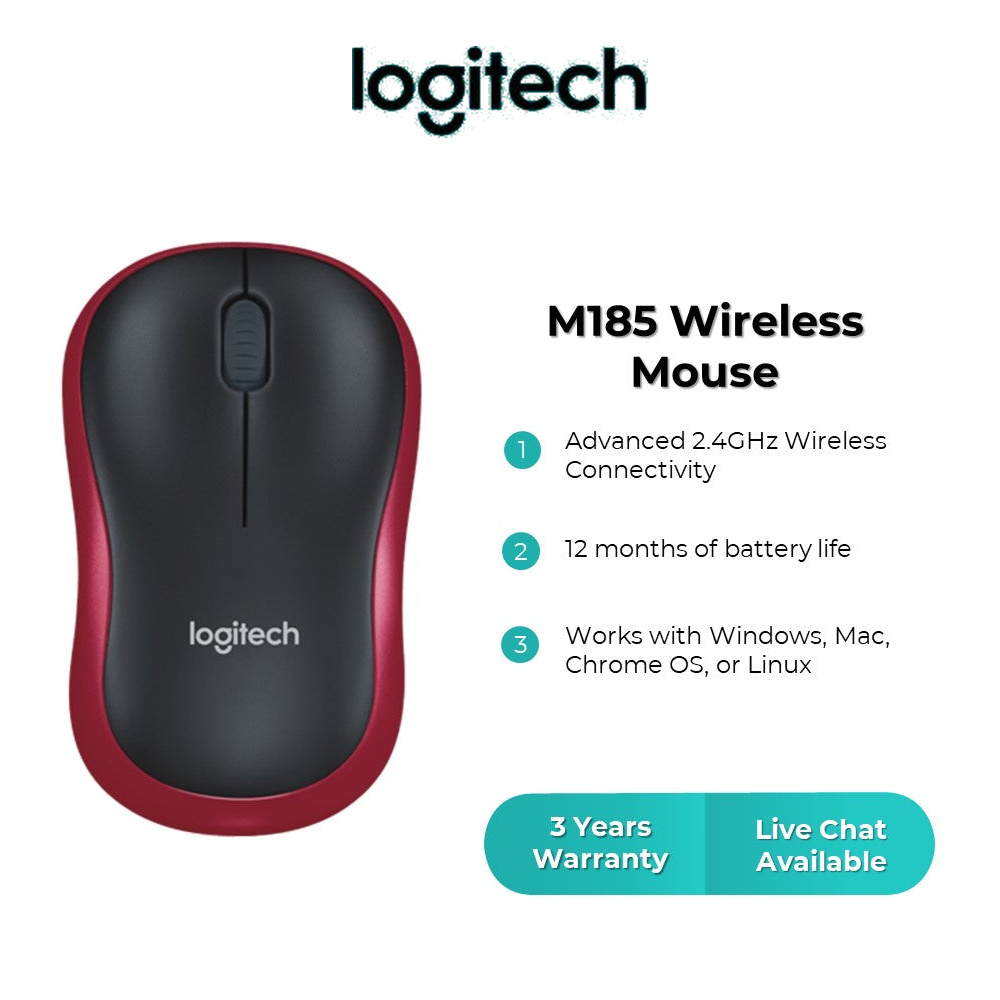 logitech
logitech
M185 Wireless
Mouse
1 Advanced 2.4GHz Wireless
Connectivity
2 12 months of battery life
3 Works with Windows, Mac,
Chrome OS, or Linux
3 Years
Warranty
Live Chat
Available